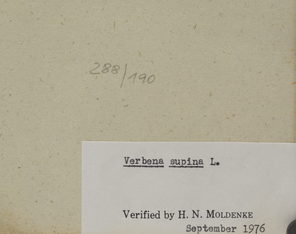 288/190
Verbena supina L.
Verified by H. N. MOLDENKE
September 1976